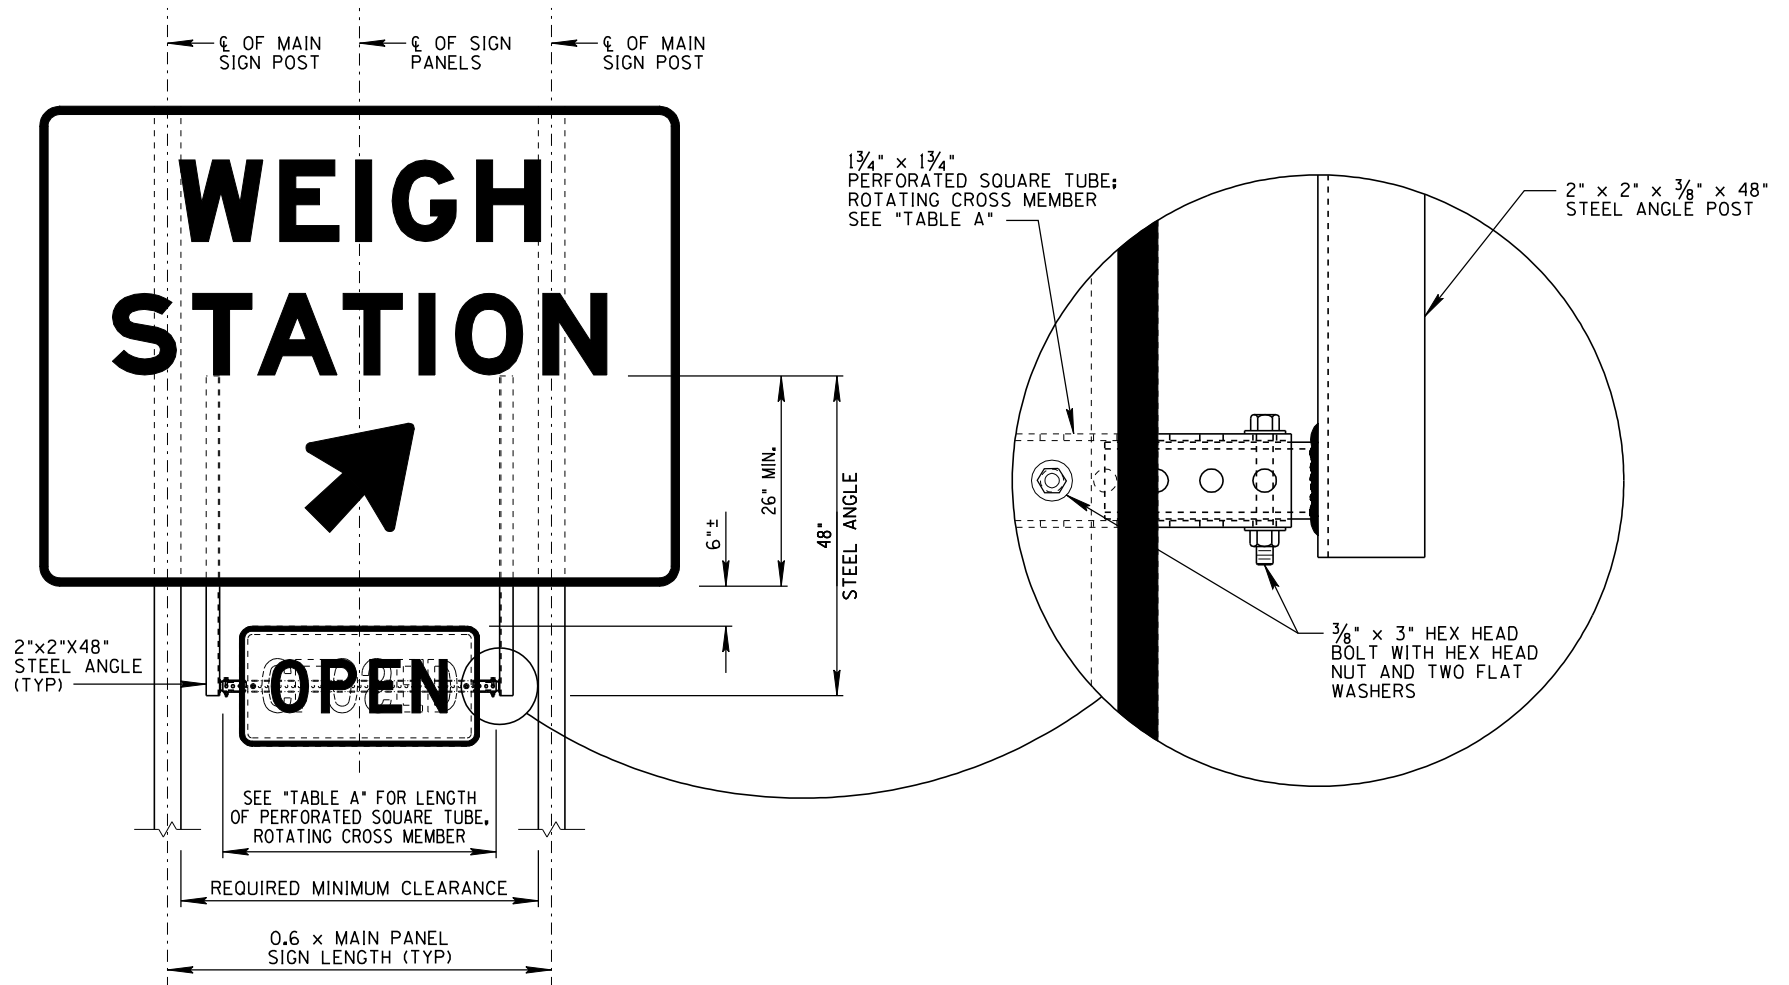 ℄ OF MAIN
SIGN POST
℄ OF SIGN
PANELS
℄ OF MAIN
SIGN POST
WEIGH
STATION
26" MIN.
6"±
48"
STEEL ANGLE
2"x2"X48"
STEEL ANGLE
(TYP)
OPEN
SEE "TABLE A" FOR LENGTH
OF PERFORATED SQUARE TUBE,
ROTATING CROSS MEMBER
REQUIRED MINIMUM CLEARANCE
0.6 x MAIN PANEL
SIGN LENGTH (TYP)
1¾" x 1¾"
PERFORATED SQUARE TUBE;
ROTATING CROSS MEMBER
SEE "TABLE A"
2" x 2" x ⅜" x 48"
STEEL ANGLE POST
⅜" x 3" HEX HEAD
BOLT WITH HEX HEAD
NUT AND TWO FLAT
WASHERS